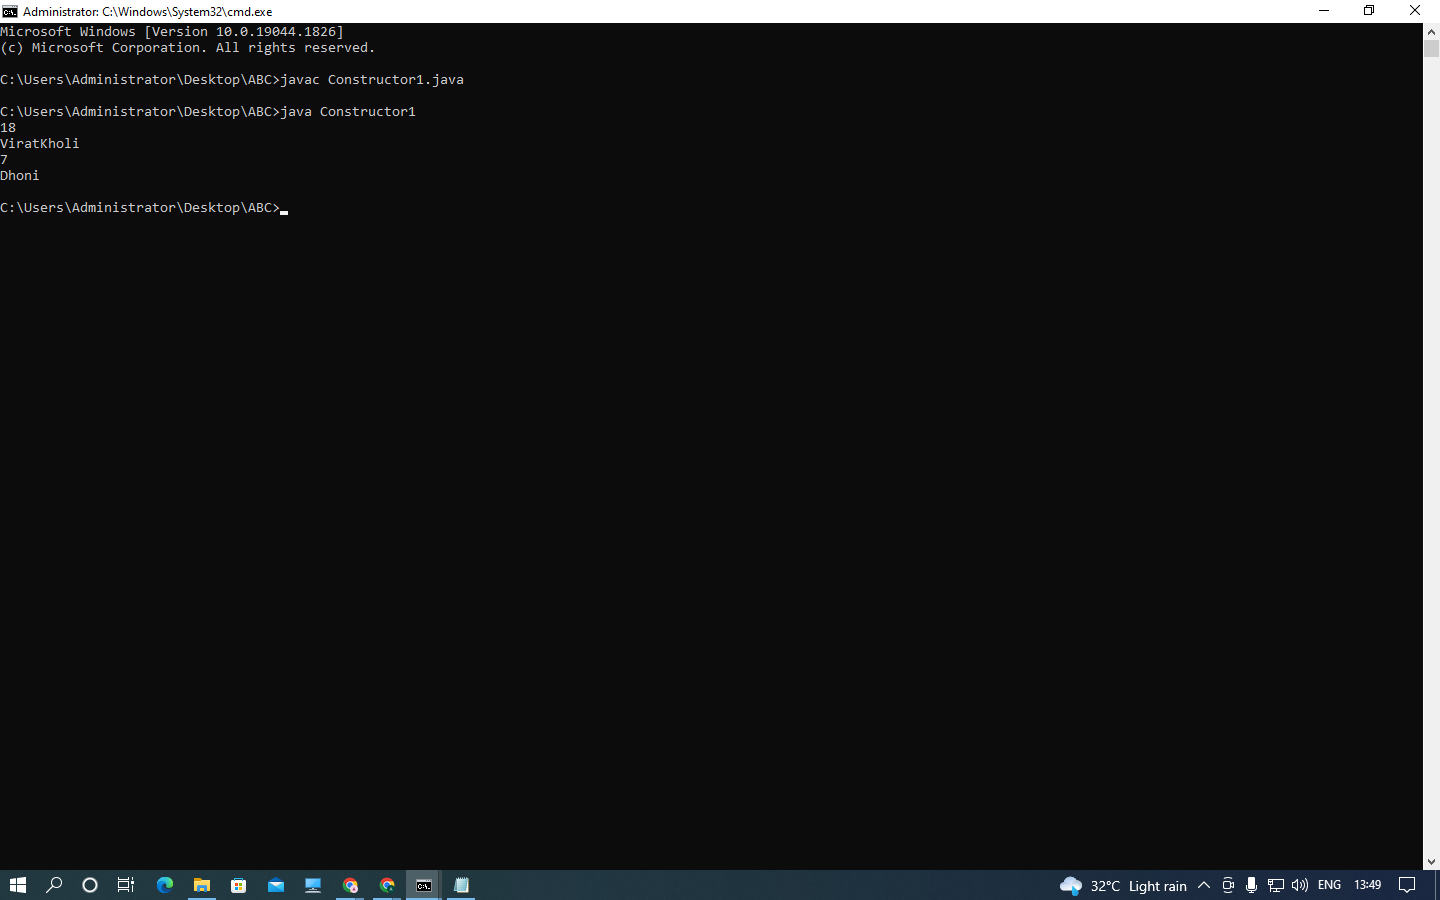 Administrator: C:\Windows\System32\cmd.exe
Microsoft Windows [Version 10.0.19044.1826]
(c) Microsoft Corporation. All rights reserved.
C:\Users\Administrator\Desktop\ABC>javac Constructor1.java
C:\Users\Administrator\Desktop\ABC>java Constructor1
18
ViratKholi
7
Dhoni
C:\Users\Administrator\Desktop\ABC>
32°C Light rain ENG 13:49